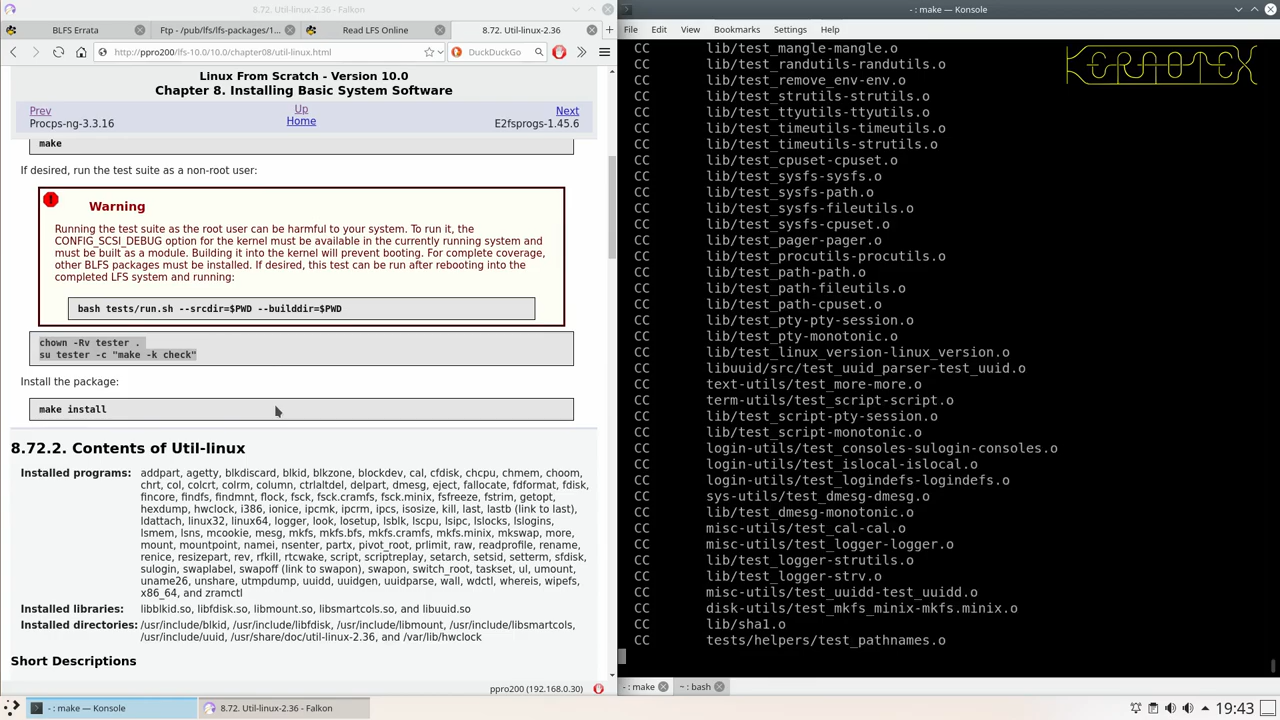 8.72. Util-linux-2.36 - Falkon
BLFS Errata
Ftp - /pub/lfs/lfs-packages/1...
Read LFS Online
8.72. Util-linux-2.36
http://ppro200/lfs-10.0/10.0/chapter08/util-linux.html
DuckDuckGo
Linux From Scratch - Version 10.0
Chapter 8. Installing Basic System Software
Prev
Up
Next
Procps-ng-3.3.16
Home
E2fsprogs-1.45.6
make
If desired, run the test suite as a non-root user:
Warning
Running the test suite as the root user can be harmful to your system. To run it, the
CONFIG_SCSI_DEBUG option for the kernel must be available in the currently running system and
must be built as a module. Building it into the kernel will prevent booting. For complete coverage,
other BLFS packages must be installed. If desired, this test can be run after rebooting into the
completed LFS system and running:
bash tests/run.sh --srcdir=$PWD --builddir=$PWD
chown -Rv tester .
su tester -c "make -k check"
Install the package:
make install
8.72.2. Contents of Util-linux
Installed programs: addpart, agetty, blkdiscard, blkid, blkzone, blockdev, cal, cfdisk, chcpu, chmem, choom,
chrt, col, colcrt, colrm, column, ctrlaltdel, delpart, dmesg, eject, fallocate, fdformat, fdisk,
fincore, findfs, findmnt, flock, fsck, fsck.cramfs, fsck.minix, fsfreeze, fstrim, getopt,
hexdump, hwclock, i386, ionice, ipcmk, ipcrm, ipcs, isosize, kill, last, lastb (link to last),
ldattach, linux32, linux64, logger, look, losetup, lsblk, lscpu, lsipc, lslocks, lslogins,
lsmem, lsns, mcookie, mesg, mkfs, mkfs.bfs, mkfs.cramfs, mkfs.minix, mkswap, more,
mount, mountpoint, namei, nsenter, partx, pivot_root, prlimit, raw, readprofile, rename,
renice, resizepart, rev, rfkill, rtcwake, script, scriptreplay, setarch, setsid, setterm, sfdisk,
sulogin, swaplabel, swapoff (link to swapon), swapon, switch_root, taskset, ul, umount,
uname26, unshare, utmpdump, uuidd, uuidgen, uuidparse, wall, wdctl, whereis, wipefs,
x86_64, and zramctl
Installed libraries: libblkid.so, libfdisk.so, libmount.so, libsmartcols.so, and libuuid.so
Installed directories: /usr/include/blkid, /usr/include/libfdisk, /usr/include/libmount, /usr/include/libsmartcols,
/usr/include/uuid, /usr/share/doc/util-linux-2.36, and /var/lib/hwclock
Short Descriptions
ppro200 (192.168.0.30)
- : make — Konsole
File Edit View Bookmarks Settings Help
KERNOTEX
CC lib/test_mangle-mangle.o
CC lib/test_randutils-randutils.o
CC lib/test_remove_env-env.o
CC lib/test_strutils-strutils.o
CC lib/test_ttyutils-ttyutils.o
CC lib/test_timeutils-timeutils.o
CC lib/test_timeutils-strutils.o
CC lib/test_cpuset-cpuset.o
CC lib/test_sysfs-sysfs.o
CC lib/test_sysfs-path.o
CC lib/test_sysfs-fileutils.o
CC lib/test_sysfs-cpuset.o
CC lib/test_pager-pager.o
CC lib/test_procutils-procutils.o
CC lib/test_path-path.o
CC lib/test_path-fileutils.o
CC lib/test_path-cpuset.o
CC lib/test_pty-pty-session.o
CC lib/test_pty-monotonic.o
CC lib/test_linux_version-linux_version.o
CC libuuid/src/test_uuid_parser-test_uuid.o
CC text-utils/test_more-more.o
CC term-utils/test_script-script.o
CC lib/test_script-pty-session.o
CC lib/test_script-monotonic.o
CC login-utils/test_consoles-sulogin-consoles.o
CC login-utils/test_islocal-islocal.o
CC login-utils/test_logindefs-logindefs.o
CC sys-utils/test_dmesg-dmesg.o
CC lib/test_dmesg-monotonic.o
CC misc-utils/test_cal-cal.o
CC misc-utils/test_logger-logger.o
CC lib/test_logger-strutils.o
CC lib/test_logger-strv.o
CC misc-utils/test_uuidd-test_uuidd.o
CC disk-utils/test_mkfs_minix-mkfs.minix.o
CC lib/sha1.o
CC tests/helpers/test_pathnames.o
- : make
~ : bash
- : make — Konsole
8.72. Util-linux-2.36 - Falkon
19:43